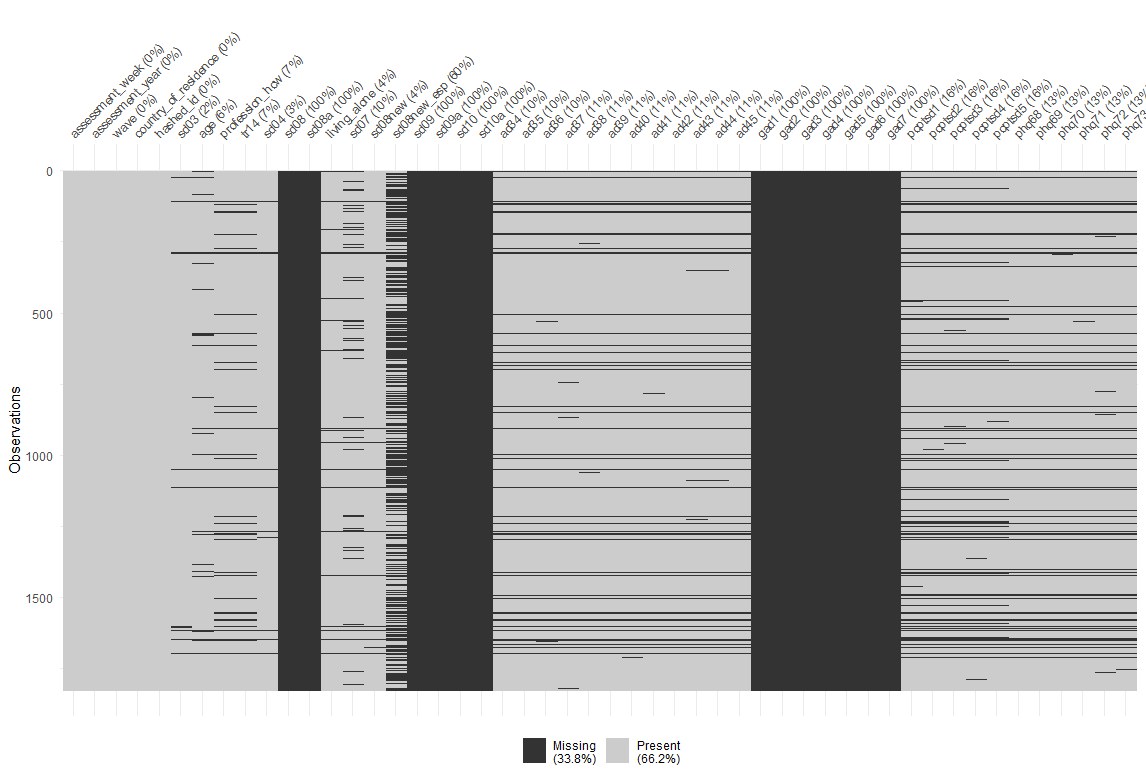 assessment_week (0%)
assessment_year (0%)
wave (0%)
country_of_residence (0%)
hashed_id (0%)
sd03 (2%)
age (6%)
profession_how (7%)
tr14 (7%)
sd04 (3%)
sd08 (100%)
sd08a (100%)
living_alone (4%)
sd07 (10%)
sd08new (4%)
sd08new_esp (60%)
sd09 (100%)
sd09a (100%)
sd10 (100%)
sd10a (100%)
ad34 (10%)
ad35 (10%)
ad36 (10%)
ad37 (11%)
ad38 (11%)
ad39 (11%)
ad40 (11%)
ad41 (11%)
ad42 (11%)
ad43 (11%)
ad44 (11%)
ad45 (11%)
gad1 (100%)
gad2 (100%)
gad3 (100%)
gad4 (100%)
gad5 (100%)
gad6 (100%)
gad7 (100%)
pcptsd1 (16%)
pcptsd2 (16%)
pcptsd3 (16%)
pcptsd4 (16%)
pcptsd5 (16%)
phq68 (13%)
phq69 (13%)
phq70 (13%)
phq71 (13%)
phq72 (13%
phq73
0
500
1000
1500
Observations
Missing
(33.8%)
Present
(66.2%)